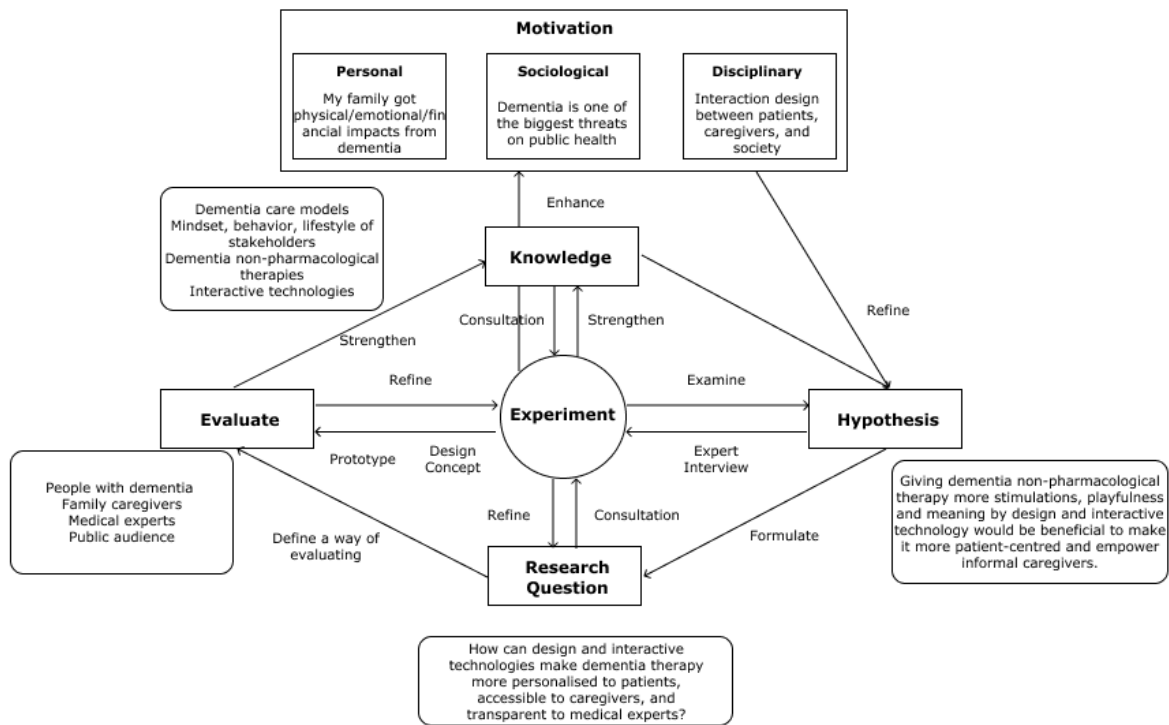 Motivation
Personal
My family got
physical/emotional/fin
ancial impacts from
dementia
Sociological
Dementia is one of
the biggest threats
on public health
Disciplinary
Interaction design
between patients,
caregivers, and
society
Enhance
Dementia care models
Mindset, behavior, lifestyle of
stakeholders
Dementia non-pharmacological
therapies
Interactive technologies
Knowledge
Refine
Strengthen
Consultation
Strengthen
Refine
Examine
Evaluate
Experiment
Hypothesis
Prototype
Design
Concept
Expert
Interview
People with dementia
Family caregivers
Medical experts
Public audience
Giving dementia non-pharmacological
therapy more stimulations, playfulness
and meaning by design and interactive
technology would be beneficial to make
it more patient-centred and empower
informal caregivers.
Define a way of
evaluating
Refine
Consultation
Formulate
Research
Question
How can design and interactive
technologies make dementia therapy
more personalised to patients,
accessible to caregivers, and
transparent to medical experts?